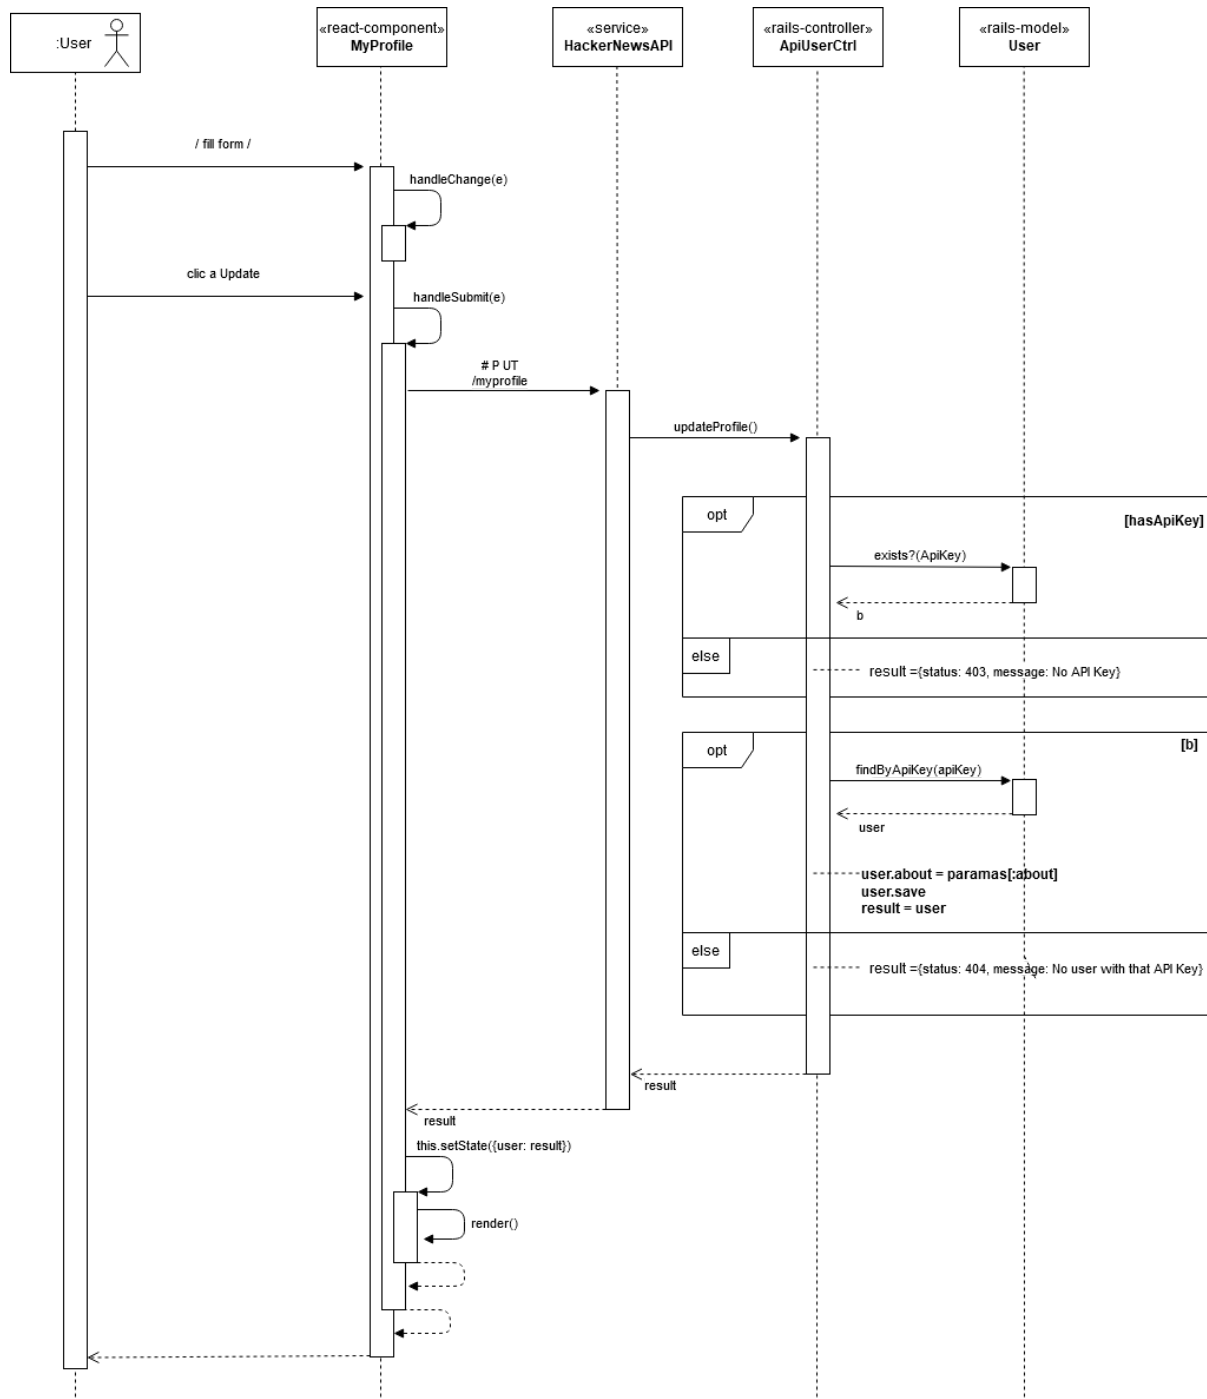 :User
«react-component»
MyProfile
«service»
HackerNewsAPI
«rails-controller»
ApiUserCtrl
«rails-model»
User
/ fill form /
handleChange(e)
clic a Update
handleSubmit(e)
# P UT
/myprofile
updateProfile()
opt
[hasApiKey]
exists?(ApiKey)
b
else
result ={status: 403, message: No API Key}
opt
[b]
findByApiKey(apiKey)
user
user.about = paramas[:about]
user.save
result = user
else
result ={status: 404, message: No user with that API Key}
result
result
this.setState({user: result})
render()